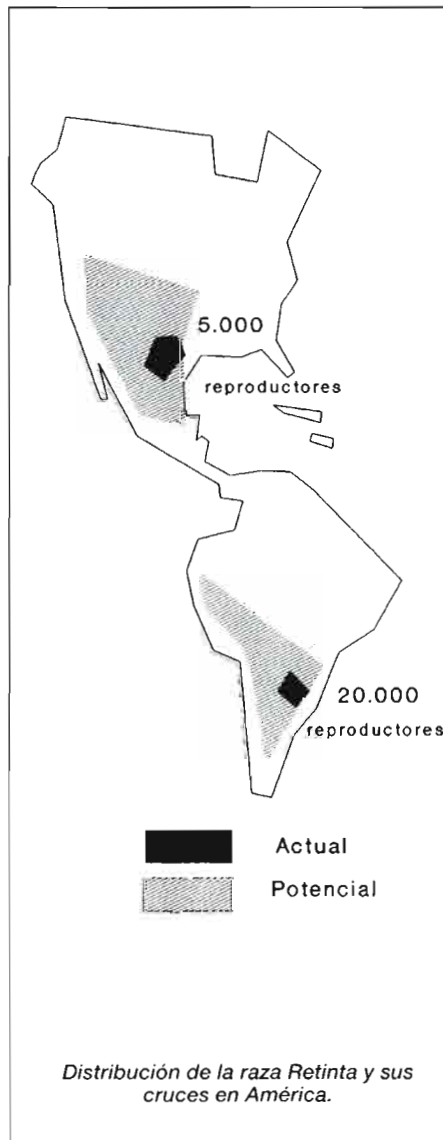 5.000
reproductores
20.000
reproductores
Actual
Potencial
Distribución de la raza Retinta y sus
cruces en América.